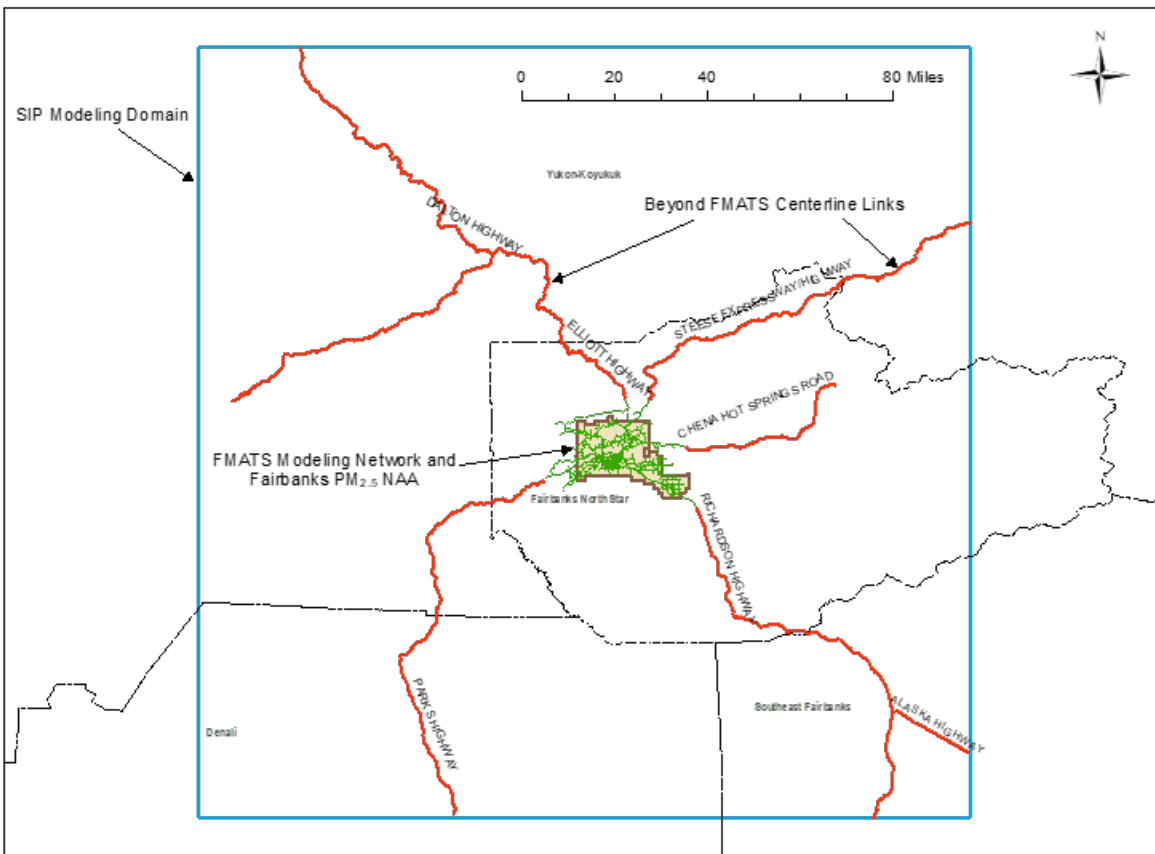 N
0 20 40 80 Miles
SIP Modeling Domain
Yukon-Koyukuk
Beyond FMATS Centerline Links
DALTON HIGHWAY
STEESE EXPRESSWAY/HIGHWAY
ELLIOTT HIGHWAY
CHENA HOT SPRINGS ROAD
FMATS Modeling Network and
Fairbanks PM2.5 NAA
Fairbanks North Star
RICHARDSON HIGHWAY
PARKS HIGHWAY
Southeast Fairbanks
ALASKA HIGHWAY
Denali